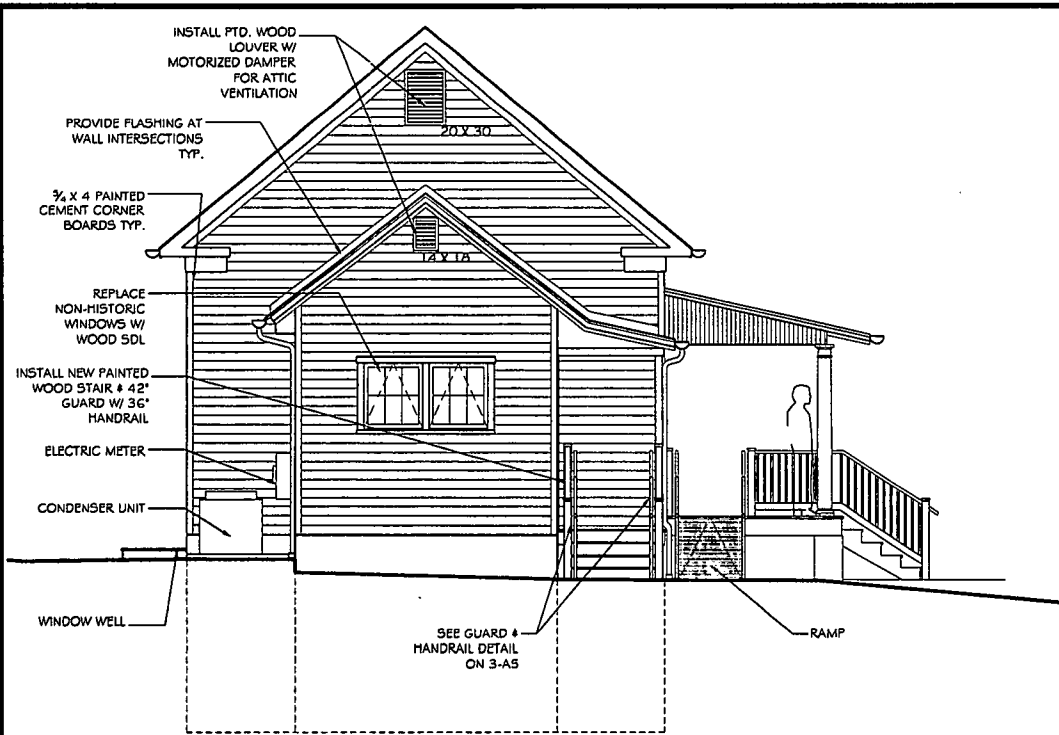 INSTALL PTD. WOOD
LOUVER W/
MOTORIZED DAMPER
FOR ATTIC
VENTILATION
20 X 30
PROVIDE FLASHING AT
WALL INTERSECTIONS
TYP.
¾ X 4 PAINTED
CEMENT CORNER
BOARDS TYP.
14 X 18
REPLACE
NON-HISTORIC
WINDOWS W/
WOOD SDL
INSTALL NEW PAINTED
WOOD STAIR & 42"
GUARD W/ 36"
HANDRAIL
ELECTRIC METER
CONDENSER UNIT
WINDOW WELL
SEE GUARD &
HANDRAIL DETAIL
ON 3-A5
RAMP